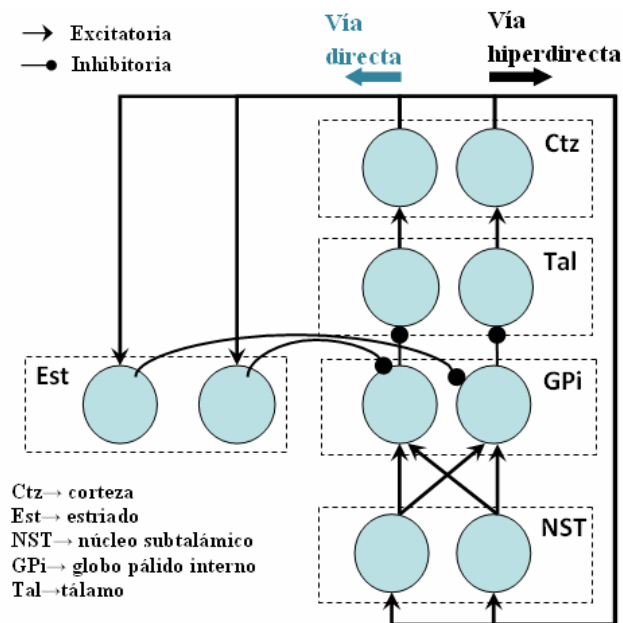 Excitatoria
Inhibitoria
Vía
directa
Vía
hiperdirecta
Ctz
Tal
Est
GPi
NST
Ctz→ corteza
Est→ estriado
NST→ núcleo subtalámico
GPi→ globo pálido interno
Tal→tálamo